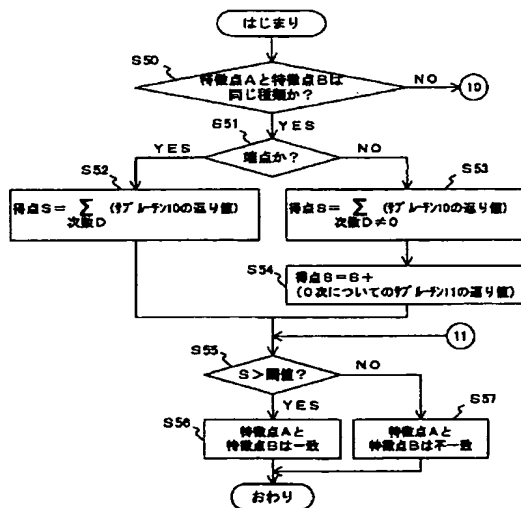 はじまり
S50
特徴点Aと特徴点Bは
同じ種類か?
NO
10
S51
YES
端点か?
YES
NO
S52
得点S= ∑ (サブルーチン10の返り値)
次数D
S53
得点S= ∑ (サブルーチン10の返り値)
次数D≠0
S54
得点S=S+
(0次についてのサブルーチン11の返り値)
11
S55
S>閾値?
NO
YES
S56
特徴点Aと
特徴点Bは一致
S57
特徴点Aと
特徴点Bは不一致
おわり